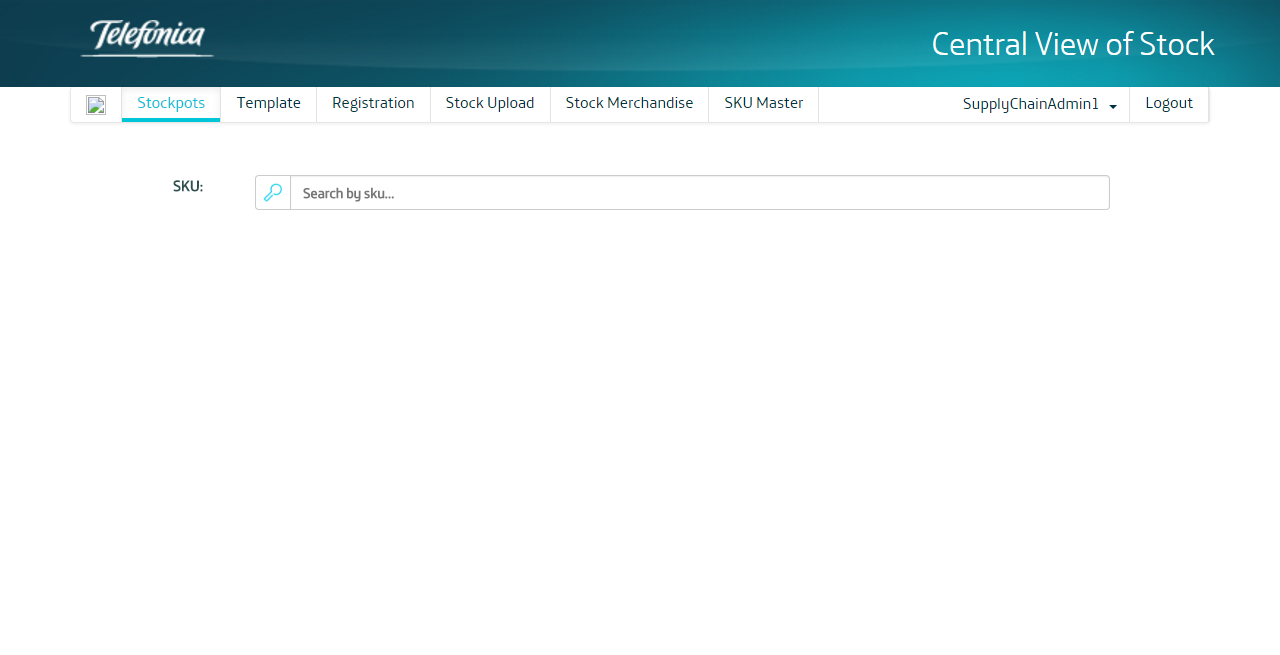 Telefónica
Central View of Stock
Stockpots Template Registration Stock Upload Stock Merchandise SKU Master SupplyChainAdmin1 Logout
SKU: Search by sku...